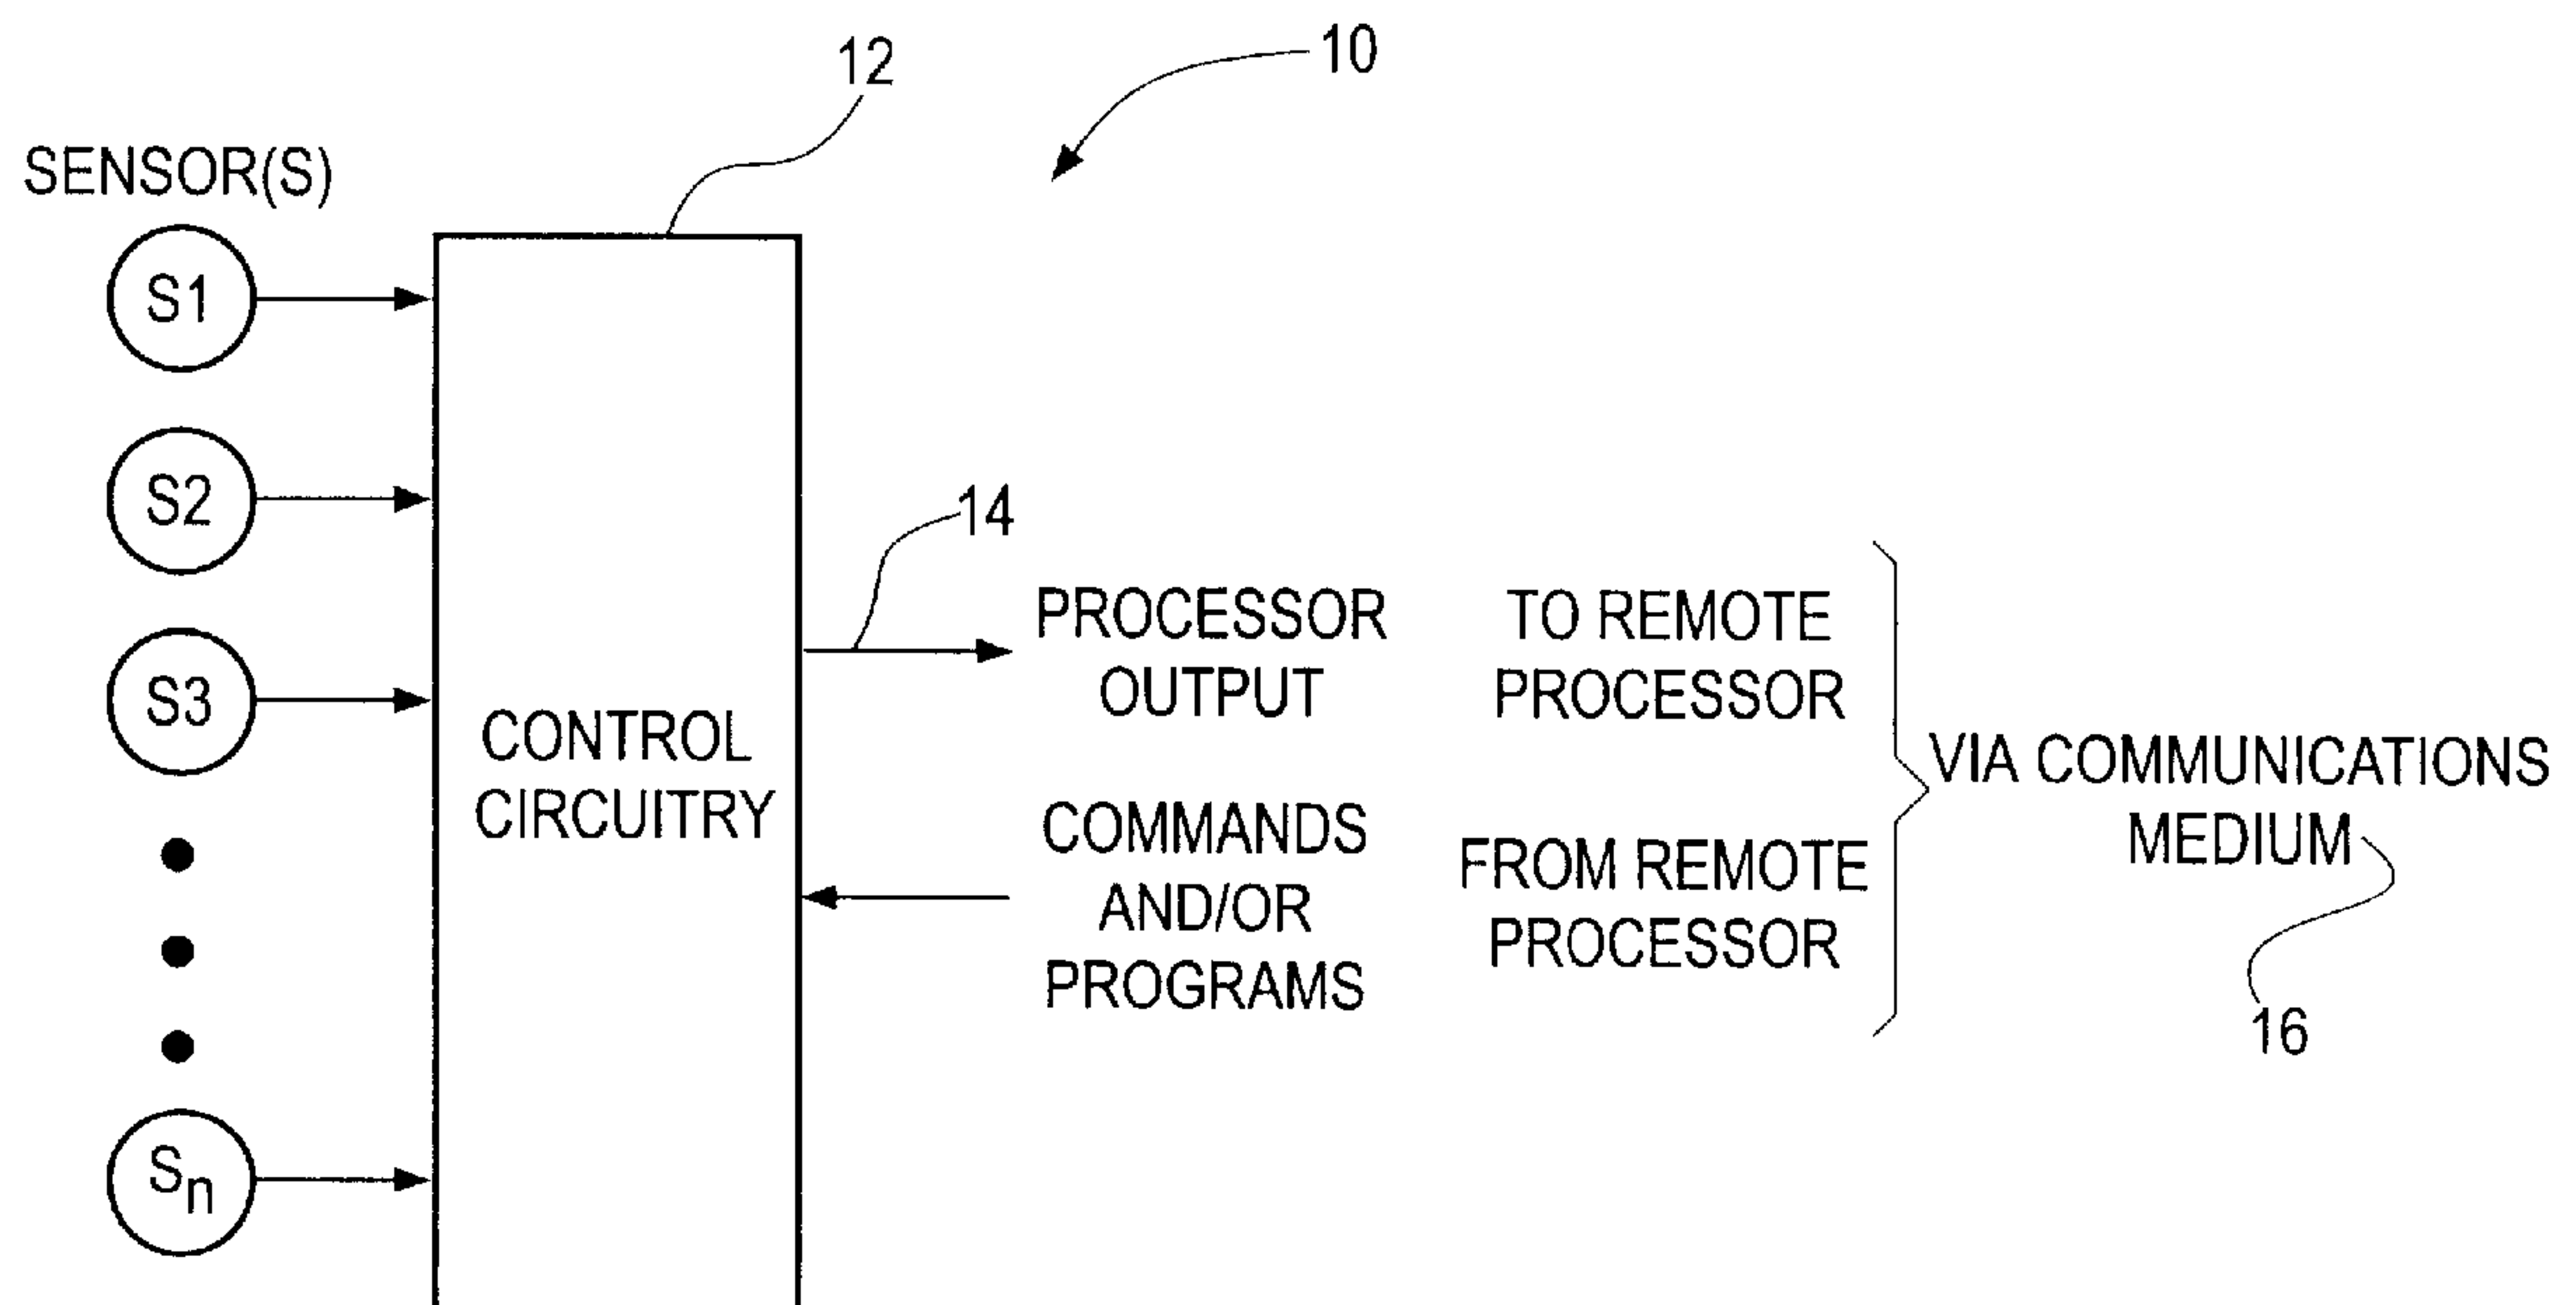 12
10
SENSOR(S)
S1
S2
S3
Sn
CONTROL
CIRCUITRY
14
PROCESSOR
OUTPUT
TO REMOTE
PROCESSOR
COMMANDS
AND/OR
PROGRAMS
FROM REMOTE
PROCESSOR
VIA COMMUNICATIONS
MEDIUM
16